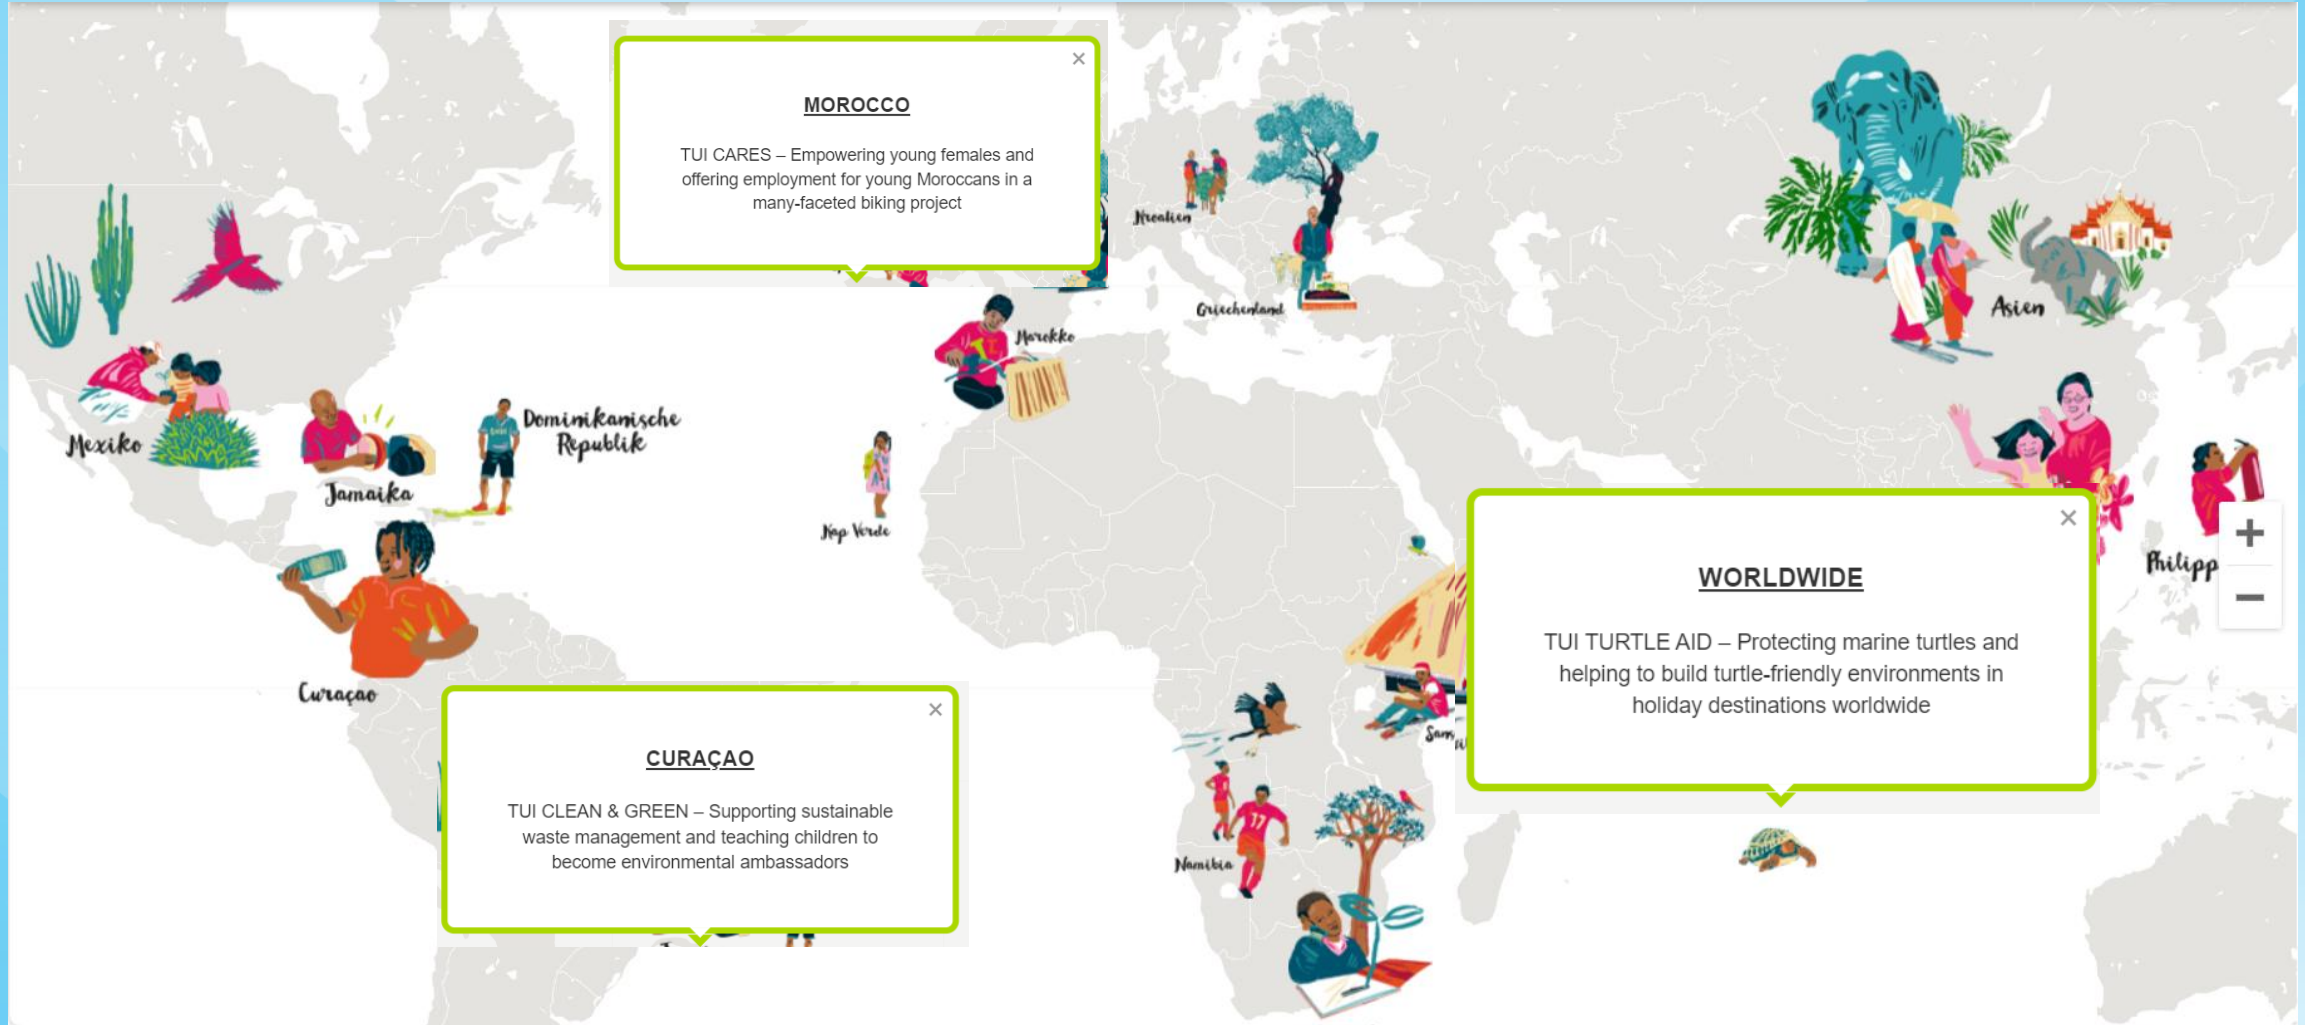 MOROCCO
TUI CARES – Empowering young females and
offering employment for young Moroccans in a
many-faceted biking project
Kroatien
Griechenland
Marokko
Asien
Mexiko
Jamaika
Dominikanische
Republik
Kap Verde
Philipp
Curaçao
WORLDWIDE
TUI TURTLE AID – Protecting marine turtles and
helping to build turtle-friendly environments in
holiday destinations worldwide
CURAÇAO
TUI CLEAN & GREEN – Supporting sustainable
waste management and teaching children to
become environmental ambassadors
Namibia
17